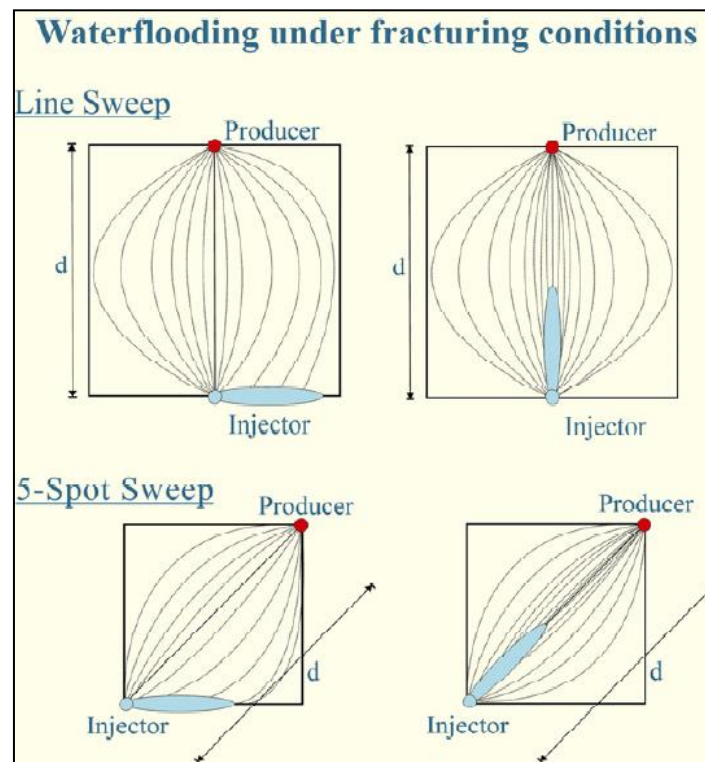 Waterflooding under fracturing conditions
Line Sweep
Producer
Producer
d
d
Injector
Injector
5-Spot Sweep
Producer
Producer
d
d
Injector
Injector